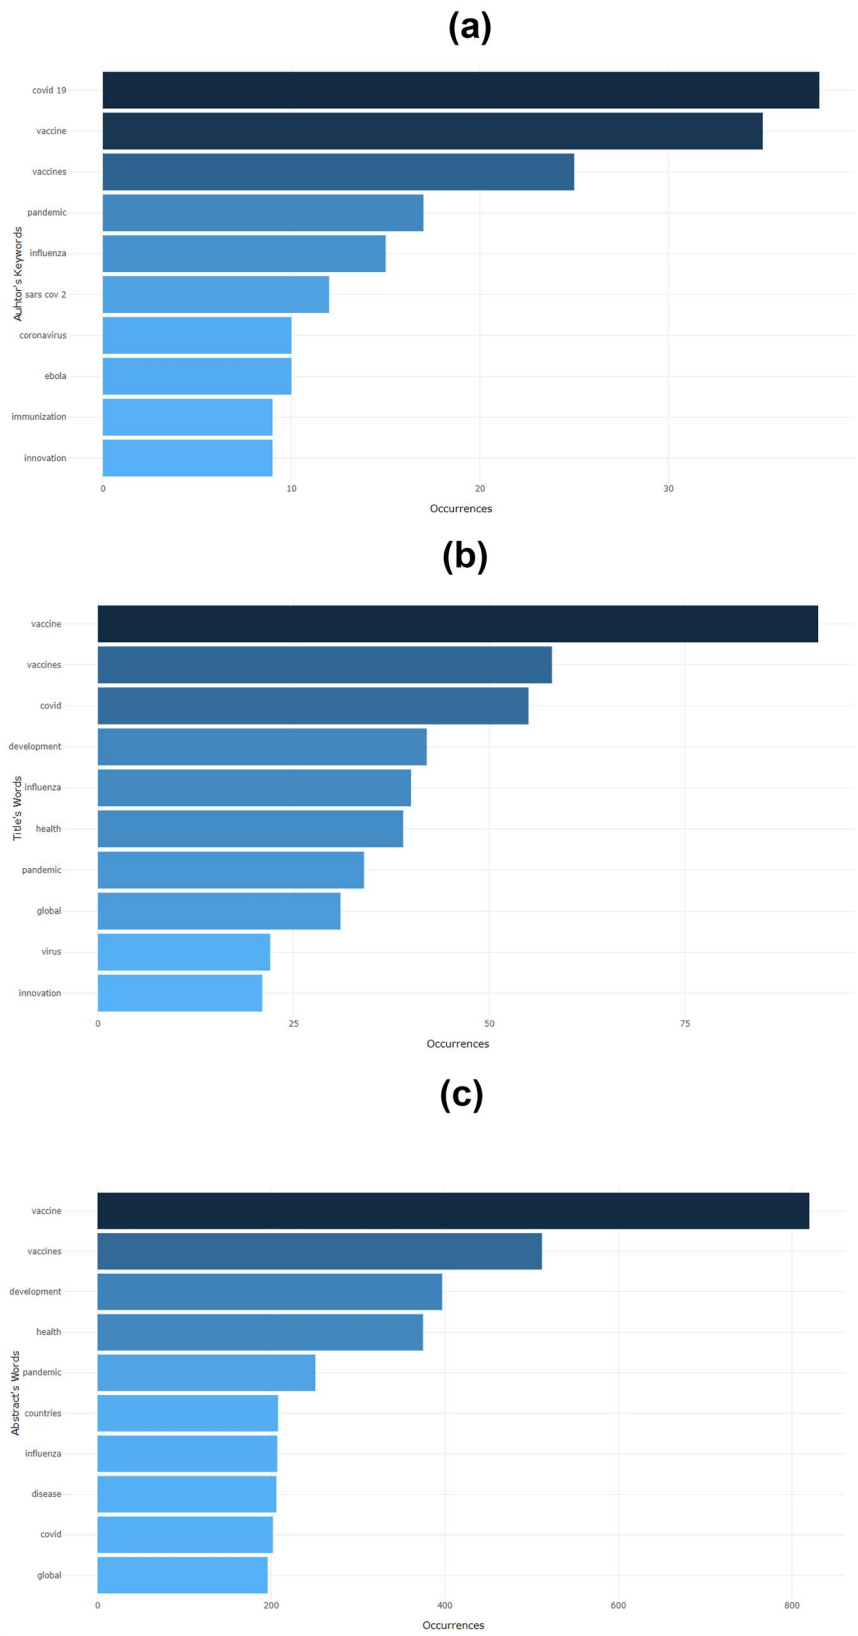 (a)
covid 19
vaccine
vaccines
pandemic
influenza
sars cov 2
coronavirus
ebola
immunization
innovation
Auhtor's Keywords
0 10 20 30
Occurrences
(b)
vaccine
vaccines
covid
development
influenza
health
pandemic
global
virus
innovation
Title's Words
0 25 50 75
Occurrences
(c)
vaccine
vaccines
development
health
pandemic
countries
influenza
disease
covid
global
Abstract's Words
0 200 400 600 800
Occurrences